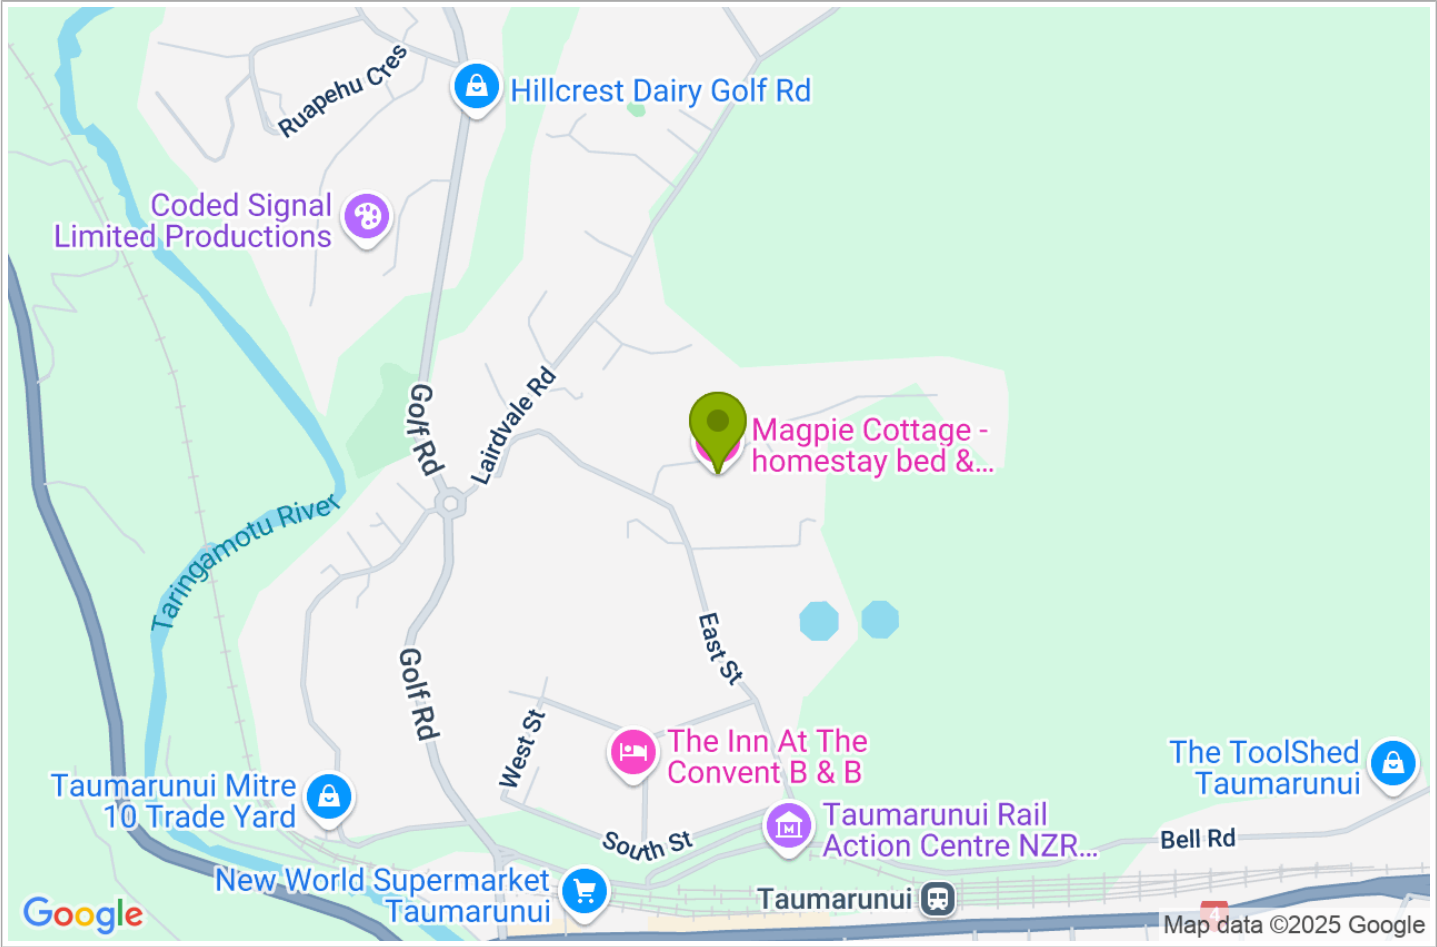 Ruapehu Cres
Hillcrest Dairy Golf Rd
Coded Signal
Limited Productions
Golf Rd
Lairdvale Rd
Magpie Cottage -
homestay bed &...
Taringamotu River
East St
Golf Rd
West St
The Inn At The
Convent B & B
The ToolShed
Taumarunui
Taumarunui Mitre
10 Trade Yard
Taumarunui Rail
Action Centre NZR...
South St
Bell Rd
New World Supermarket
Taumarunui
Taumarunui
4
Google
Map data ©2025 Google